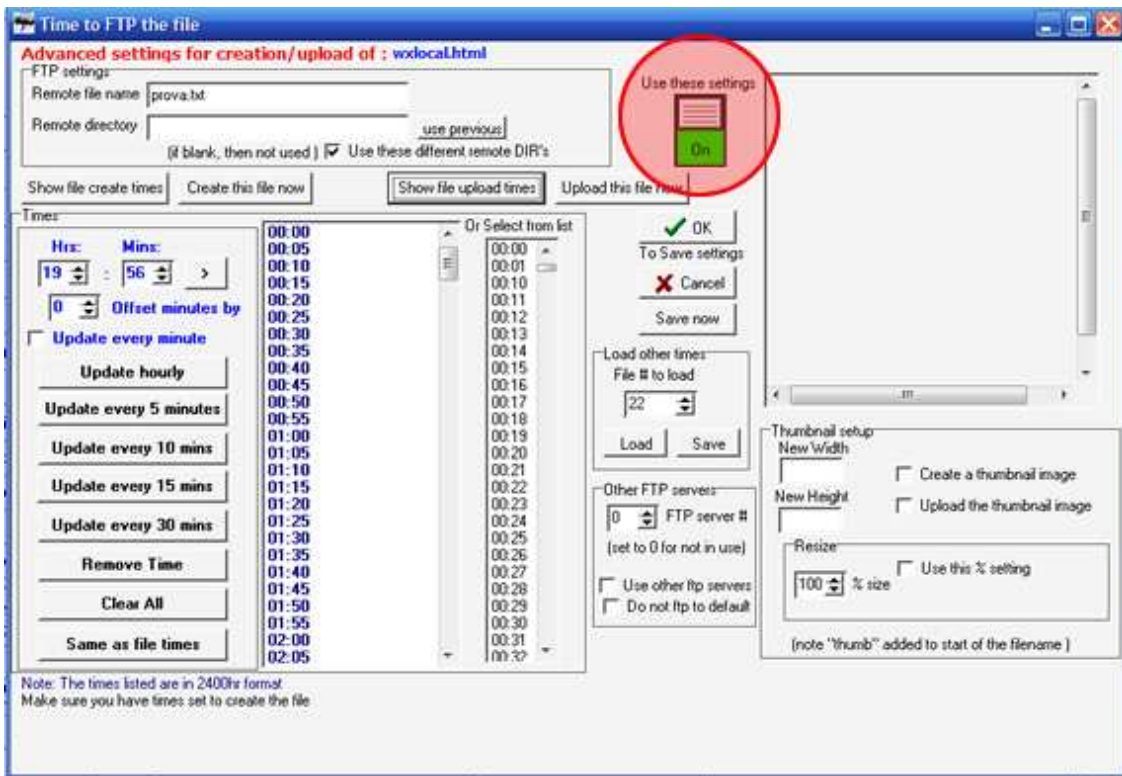 Time to FTP the file
Advanced settings for creation/upload of : wxlocal.html
FTP settings
Remote file name prova.txt
Remote directory
use previous
(if blank, then not used ) Use these different remote DIR's
Use these settings
On
Show file create times
Create this file now
Show file upload times
Upload this file now
Times
Hrs: Mins:
19 : 56 >
0 Offset minutes by
Update every minute
Update hourly
Update every 5 minutes
Update every 10 mins
Update every 15 mins
Update every 30 mins
Remove Time
Clear All
Same as file times
00:00
00:05
00:10
00:15
00:20
00:25
00:30
00:35
00:40
00:45
00:50
00:55
01:00
01:05
01:10
01:15
01:20
01:25
01:30
01:35
01:40
01:45
01:50
01:55
02:00
02:05
Or Select from list
00:00
00:01
00:10
00:11
00:12
00:13
00:14
00:15
00:16
00:17
00:18
00:19
00:20
00:21
00:22
00:23
00:24
00:25
00:26
00:27
00:28
00:29
00:30
00:31
00:32
OK
To Save settings
Cancel
Save now
Load other times
File # to load
22
Load
Save
Other FTP servers
0 FTP server #
(set to 0 for not in use)
Use other ftp servers
Do not ftp to default
Thumbnail setup
New Width
Create a thumbnail image
New Height
Upload the thumbnail image
Resize
Use this % setting
100 % size
(note "thumb" added to start of the filename )
Note: The times listed are in 2400hr format
Make sure you have times set to create the file